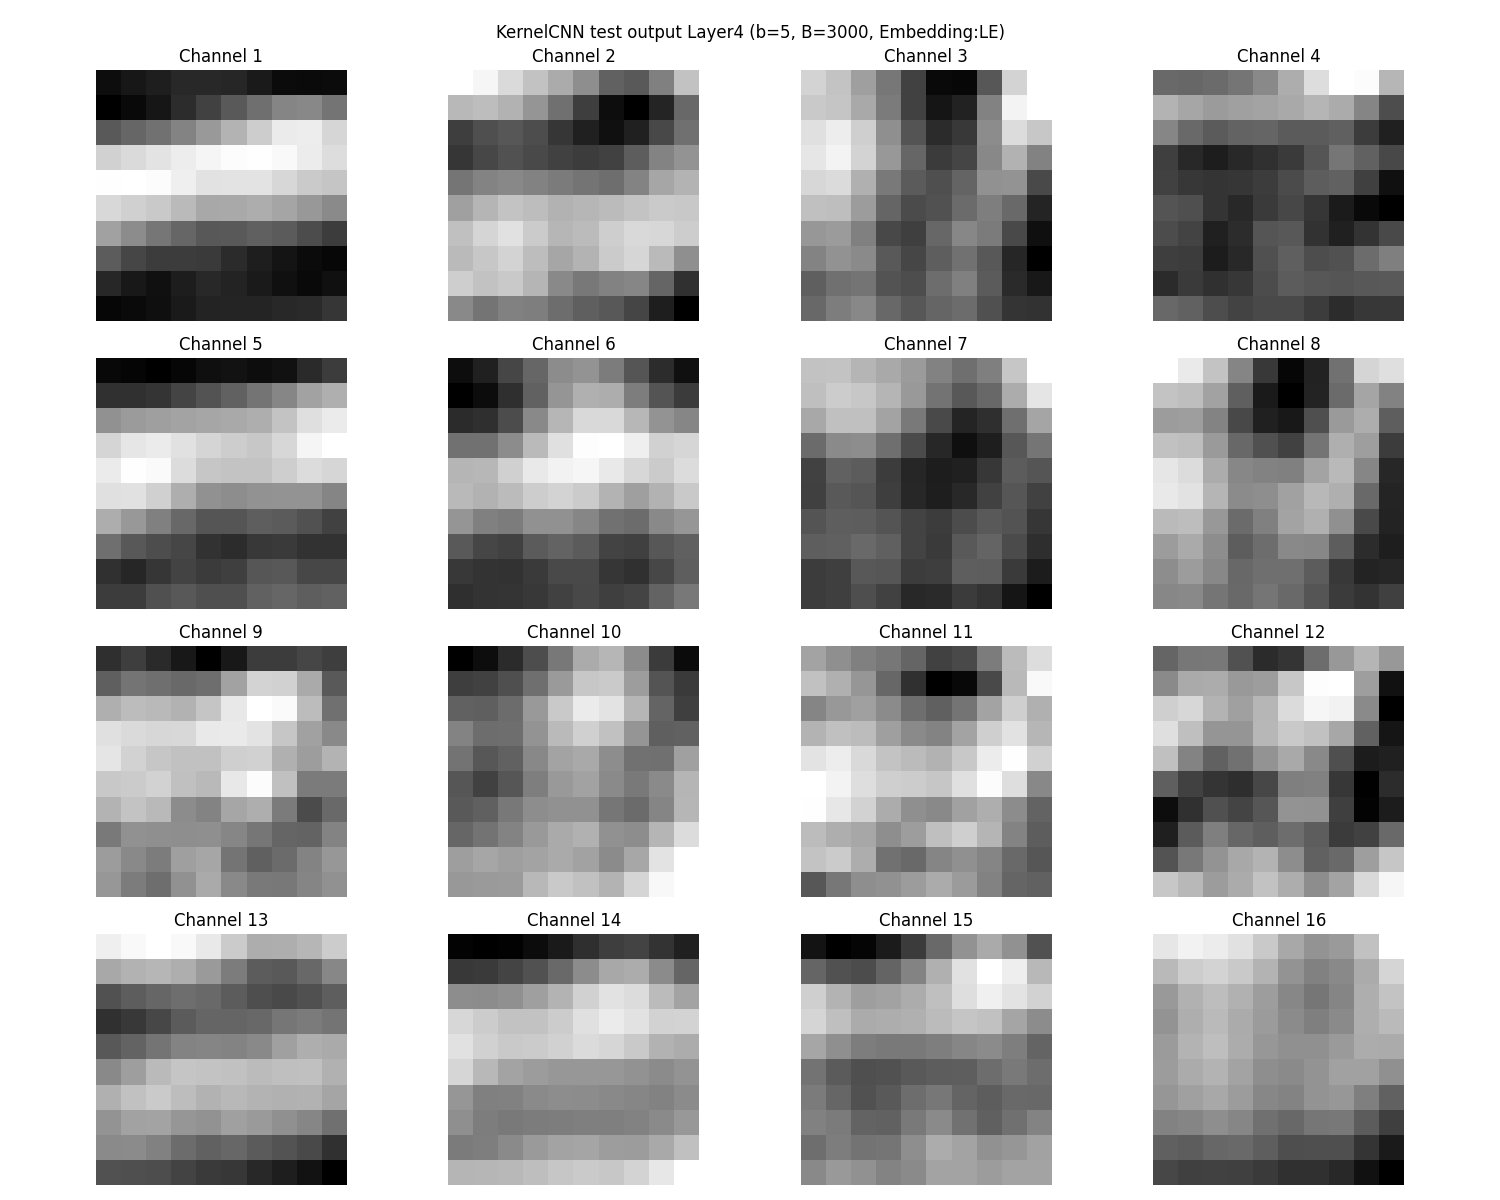 KernelCNN test output Layer4 (b=5, B=3000, Embedding:LE)
Channel 1
Channel 2
Channel 3
Channel 4
Channel 5
Channel 6
Channel 7
Channel 8
Channel 9
Channel 10
Channel 11
Channel 12
Channel 13
Channel 14
Channel 15
Channel 16